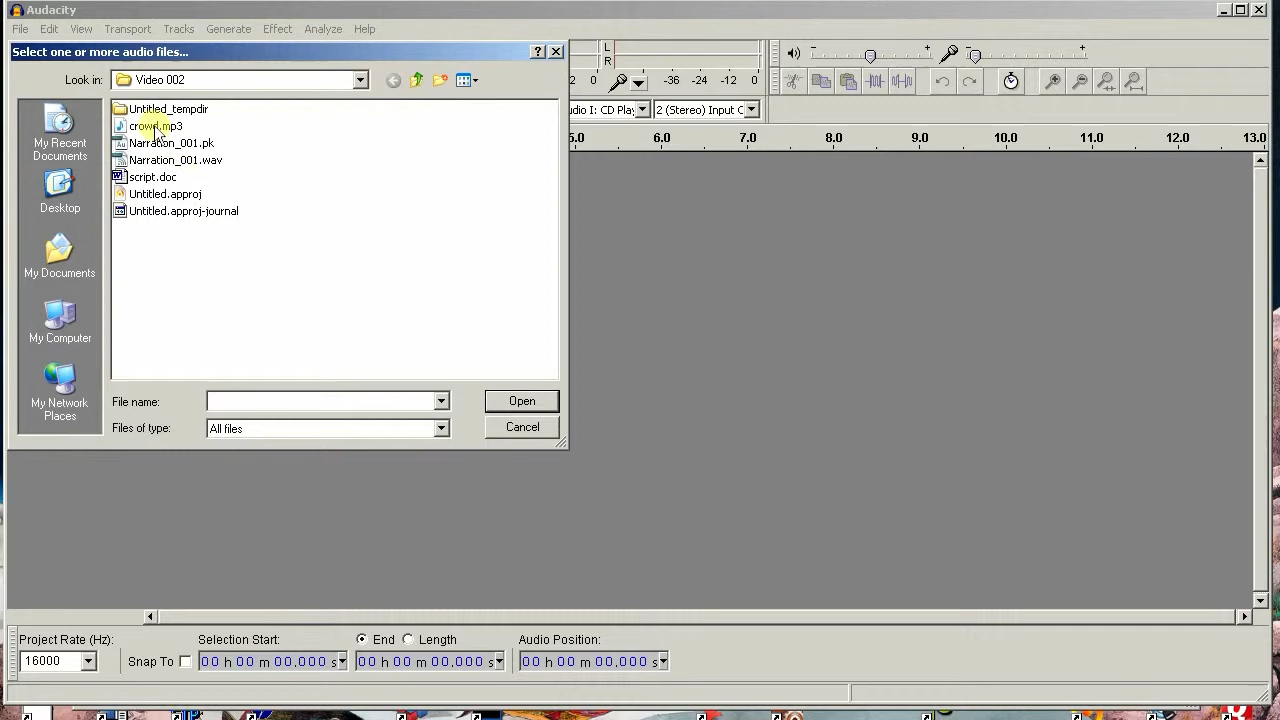 Audacity
File Edit View Transport Tracks Generate Effect Analyze Help
Select one or more audio files...
Look in: Video 002
My Recent
Documents
Desktop
My Documents
My Computer
My Network
Places
Untitled_tempdir
crowd.mp3
Narration_001.pk
Narration_001.wav
script.doc
Untitled.approj
Untitled.approj-journal
File name: Open
Files of type: All files Cancel
L
R
0 -36 -24 -12 0
- + - +
2 (Stereo) Input
5.0 6.0 7.0 8.0 9.0 10.0 11.0 12.0 13.0
Project Rate (Hz): Selection Start: End Length Audio Position:
16000 Snap To 00 h 00 m 00.000 s 00 h 00 m 00.000 s 00 h 00 m 00.000 s